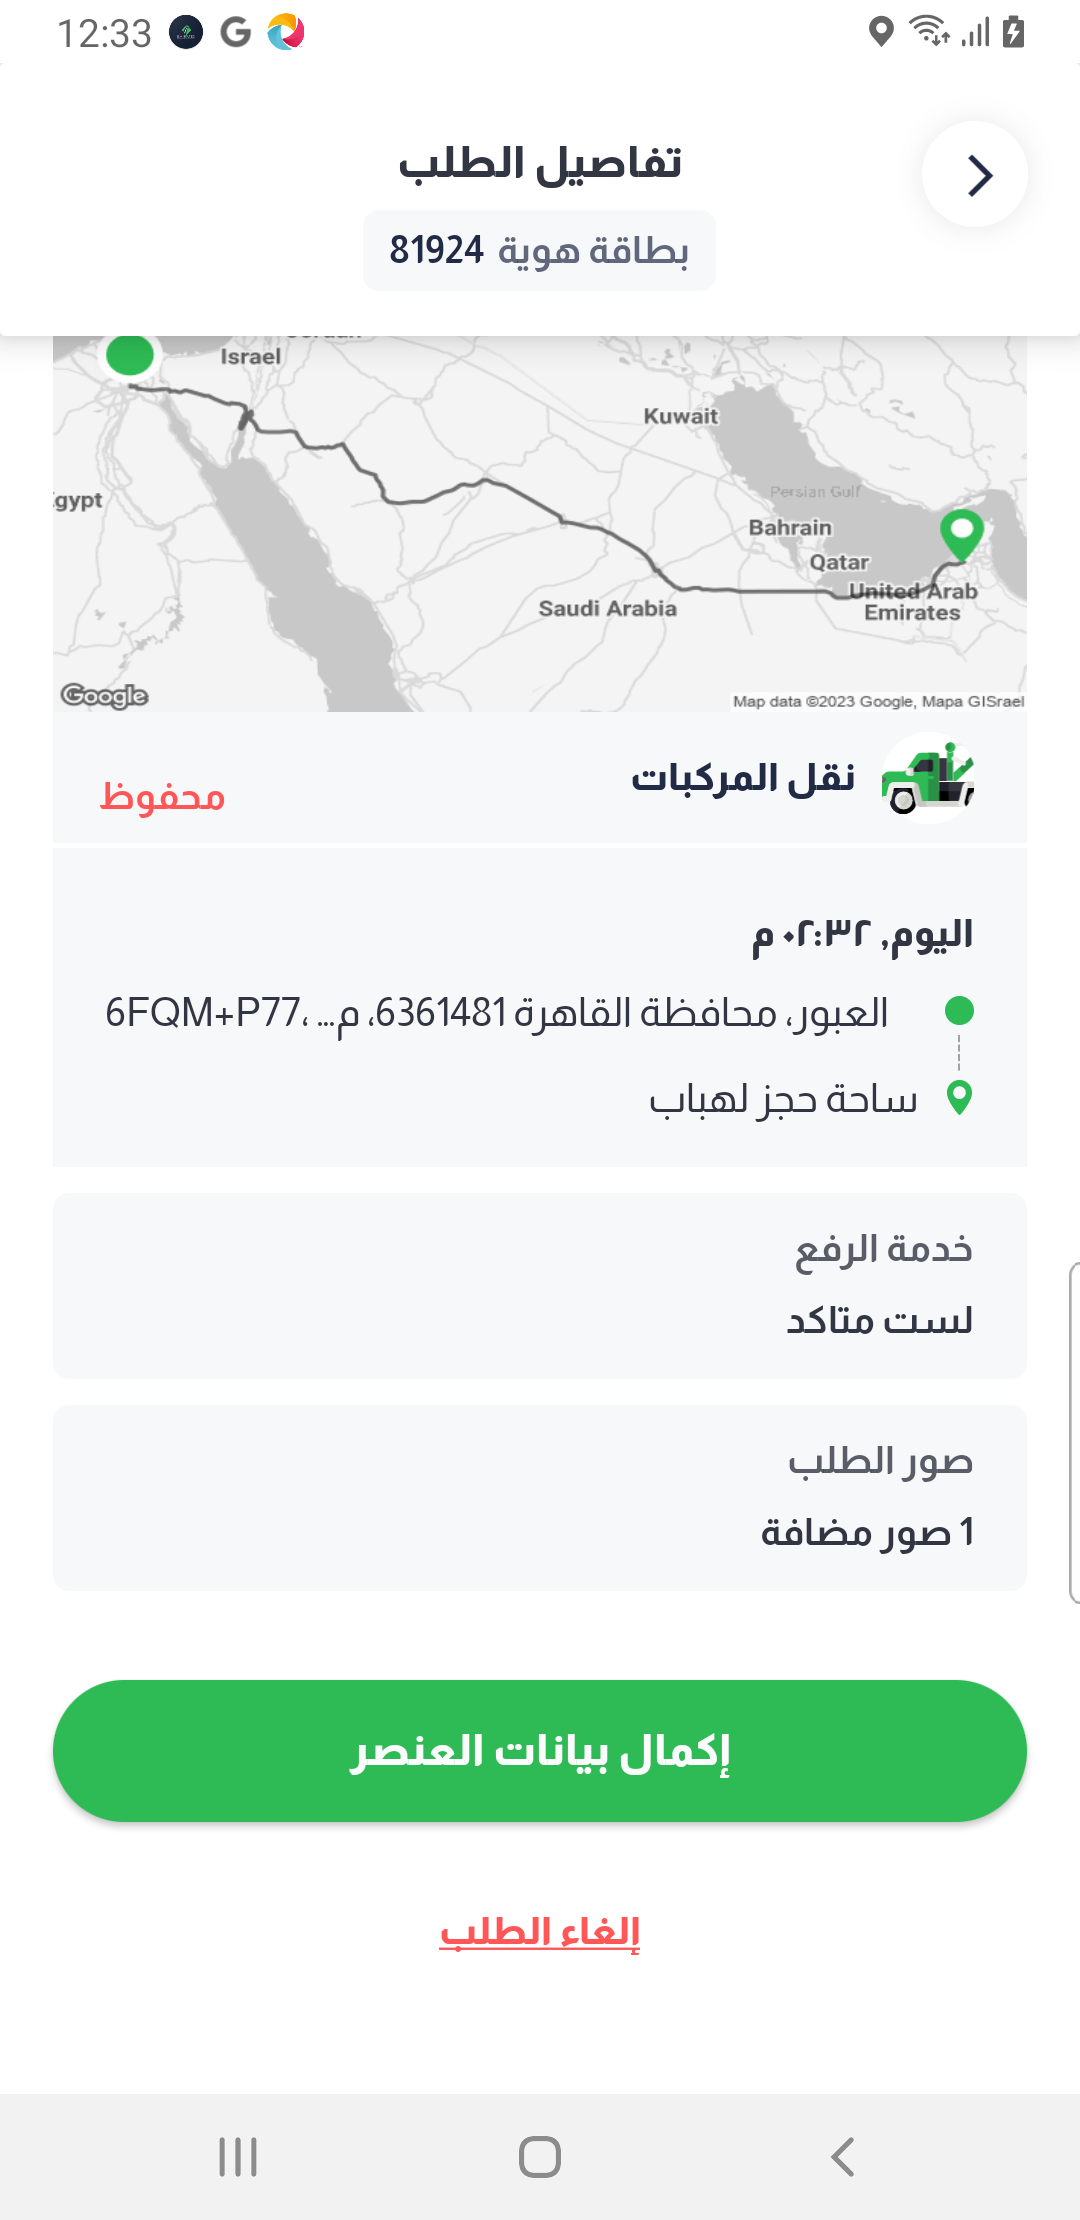 12:33
تفاصيل الطلب
بطاقة هوية 81924
Israel
Kuwait
gypt
Persian Gulf
Bahrain
Qatar
United Arab
Emirates
Saudi Arabia
Google
Map data ©2023 Google, Mapa GISrael
نقل المركبات
محفوظ
اليوم, ٠٢:٣٢ م
6FQM+P77، العبور، محافظة القاهرة 6361481، م...
ساحة حجز لهباب
خدمة الرفع
لست متاكد
صور الطلب
1 صور مضافة
إكمال بيانات العنصر
إلغاء الطلب